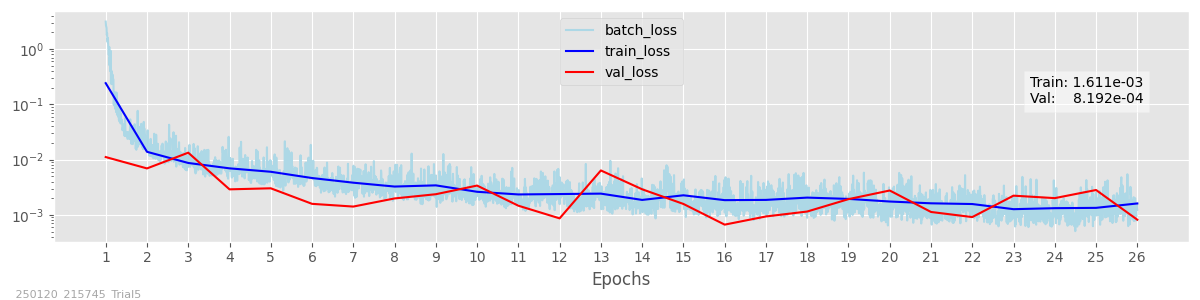 batch_loss
train_loss
val_loss
Train: 1.611e-03
Val: 8.192e-04
10⁰
10⁻¹
10⁻²
10⁻³
1 2 3 4 5 6 7 8 9 10 11 12 13 14 15 16 17 18 19 20 21 22 23 24 25 26
Epochs
250120_215745_Trial5